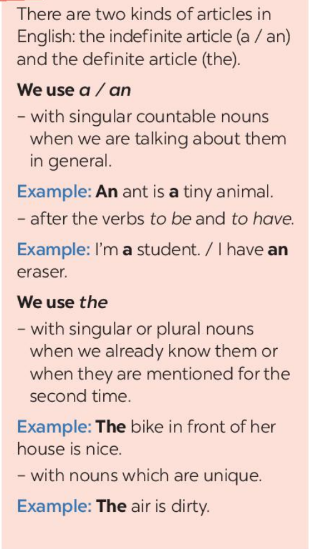 There are two kinds of articles in
English: the indefinite article (a / an)
and the definite article (the).
We use a / an
– with singular countable nouns
when we are talking about them
in general.
Example: An ant is a tiny animal.
– after the verbs to be and to have.
Example: I'm a student. / I have an
eraser.
We use the
– with singular or plural nouns
when we already know them or
when they are mentioned for the
second time.
Example: The bike in front of her
house is nice.
– with nouns which are unique.
Example: The air is dirty.